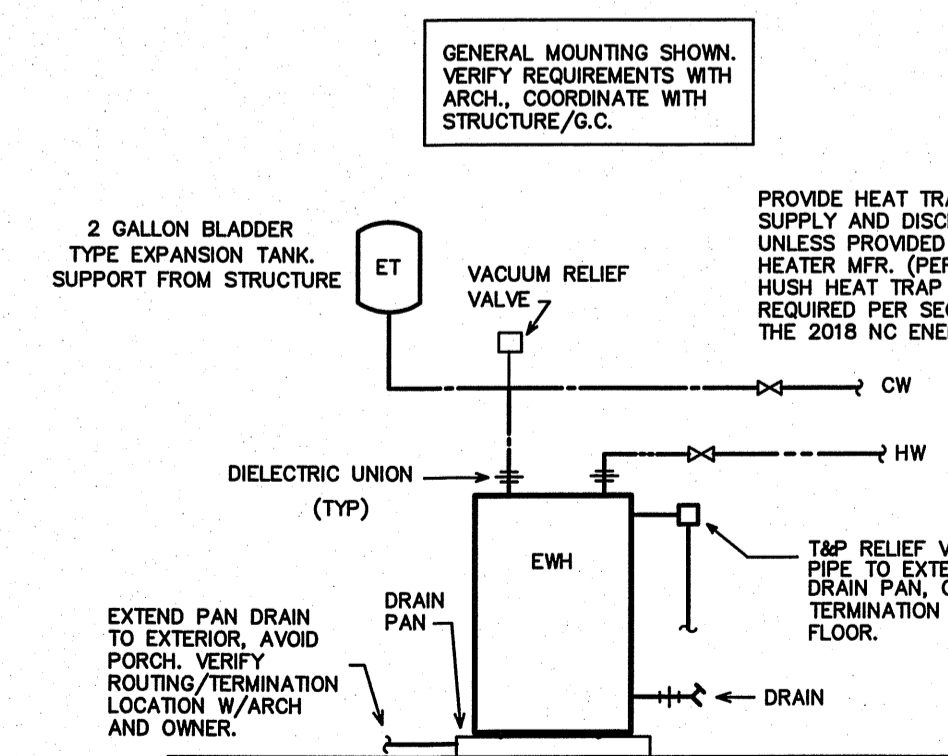 GENERAL MOUNTING SHOWN.
VERIFY REQUIREMENTS WITH
ARCH., COORDINATE WITH
STRUCTURE/G.C.
PROVIDE HEAT
SUPPLY AND
UNLESS PROVIDED
HEATER MFR.
HUSH HEAT TRAP
REQUIRED PER
THE 2018 NC
2 GALLON BLADDER
TYPE EXPANSION TANK.
SUPPORT FROM STRUCTURE
ET
VACUUM RELIEF
VALVE
CW
HW
DIELECTRIC UNION
(TYP)
EWH
T&P RELIEF
PIPE TO
DRAIN PAN,
TERMINATION
FLOOR.
DRAIN
PAN
EXTEND PAN DRAIN
TO EXTERIOR, AVOID
PORCH. VERIFY
ROUTING/TERMINATION
LOCATION W/ARCH
AND OWNER.
DRAIN